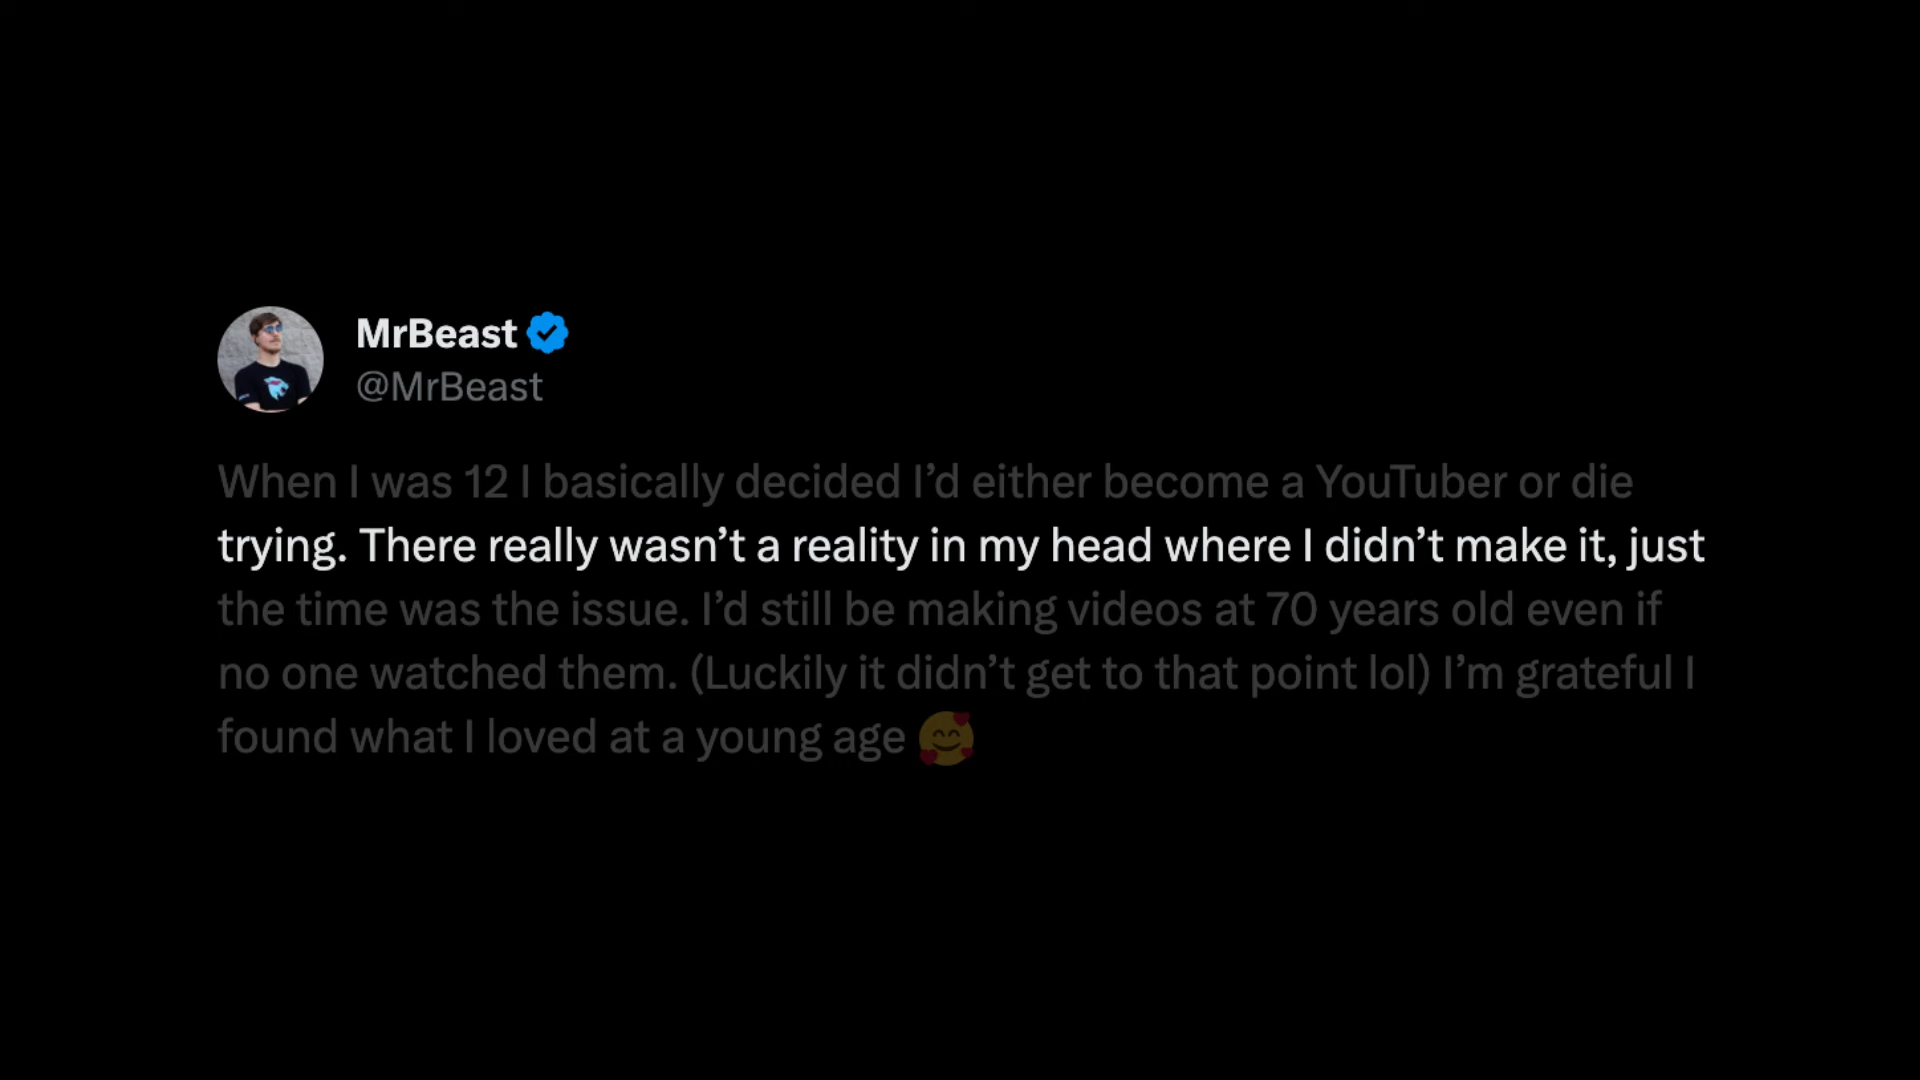 MrBeast
@MrBeast
When I was 12 I basically decided I’d either become a YouTuber or die
trying. There really wasn’t a reality in my head where I didn’t make it, just
the time was the issue. I’d still be making videos at 70 years old even if
no one watched them. (Luckily it didn’t get to that point lol) I’m grateful I
found what I loved at a young age 🥰